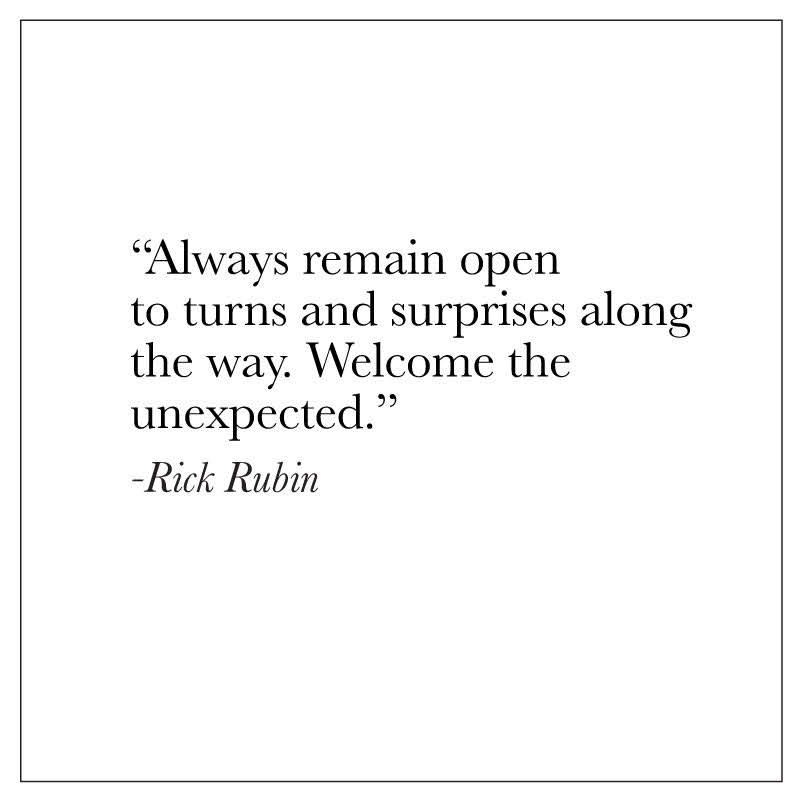 “Always remain open
to turns and surprises along
the way. Welcome the
unexpected.”
-Rick Rubin